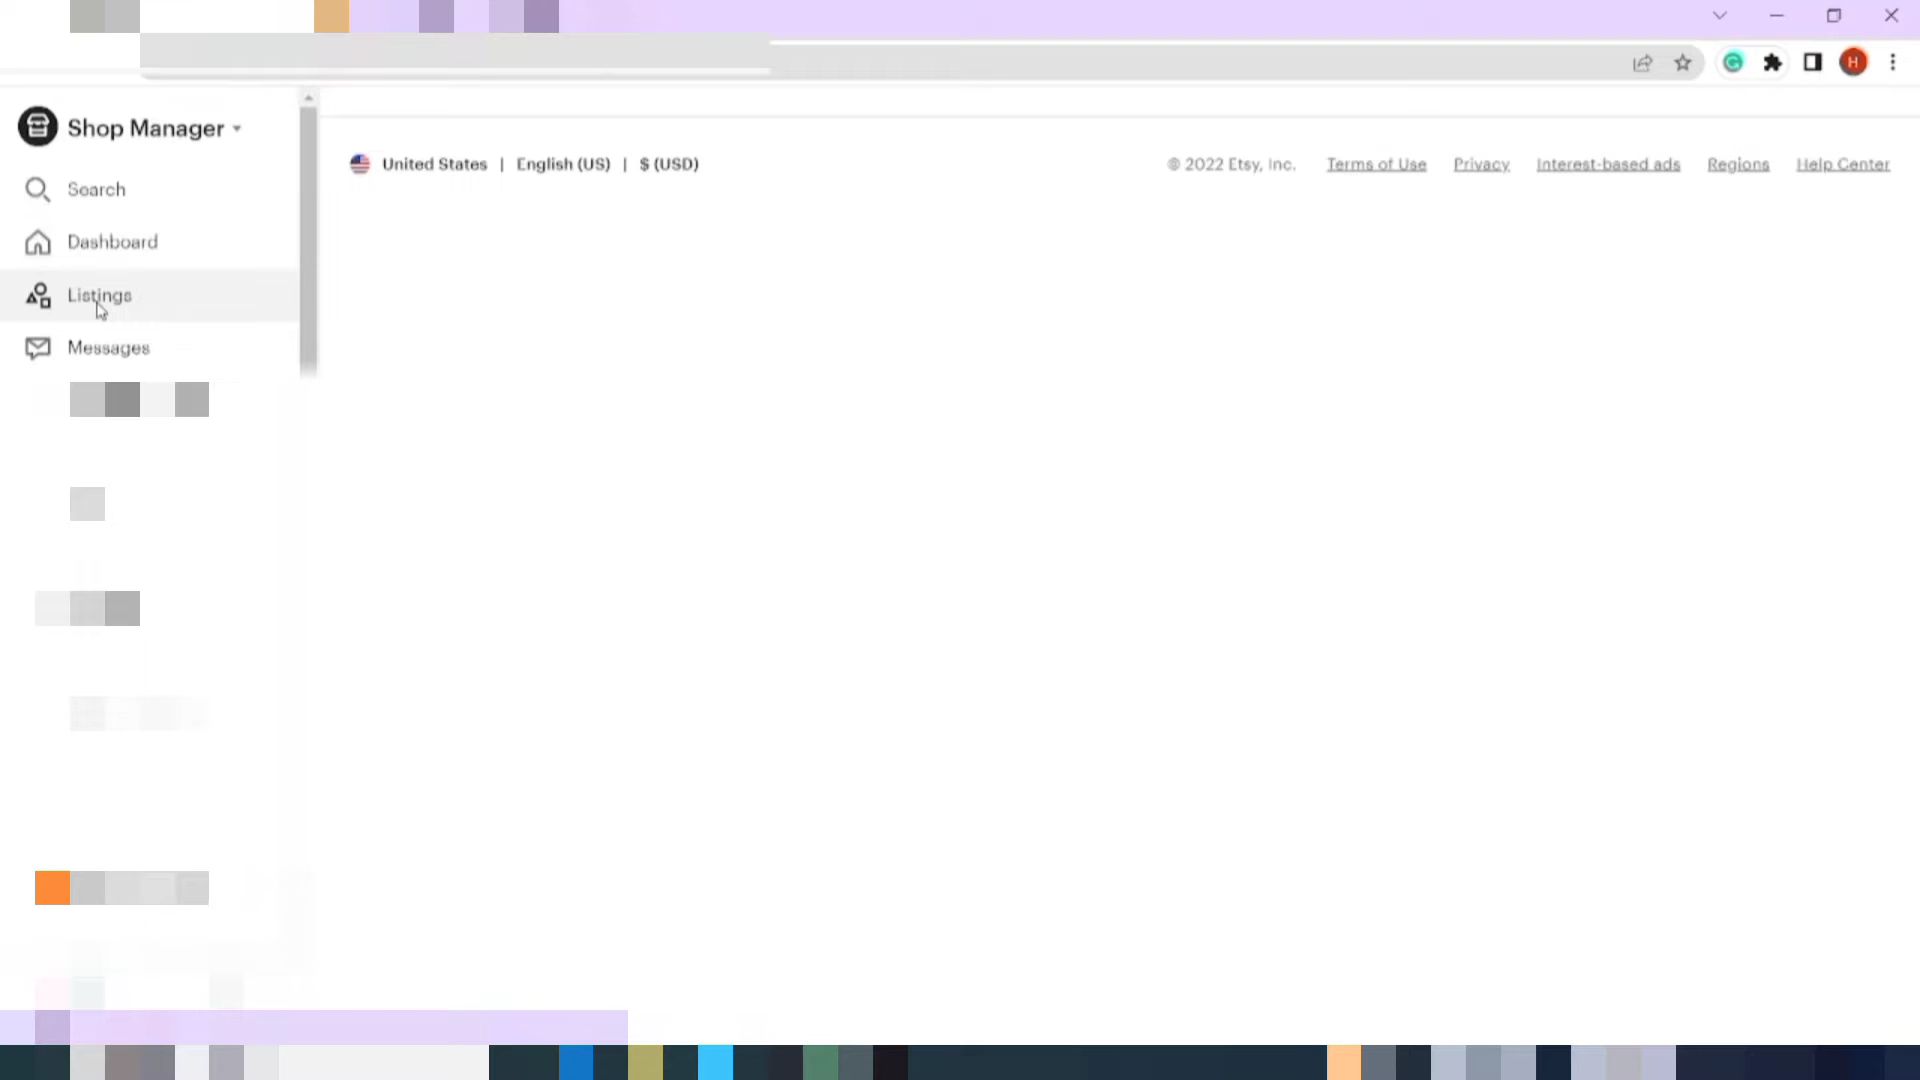 Shop Manager
United States | English (US) | $ (USD)
© 2022 Etsy, Inc. Terms of Use Privacy Interest-based ads Regions Help Center
Search
Dashboard
Listings
Messages
H